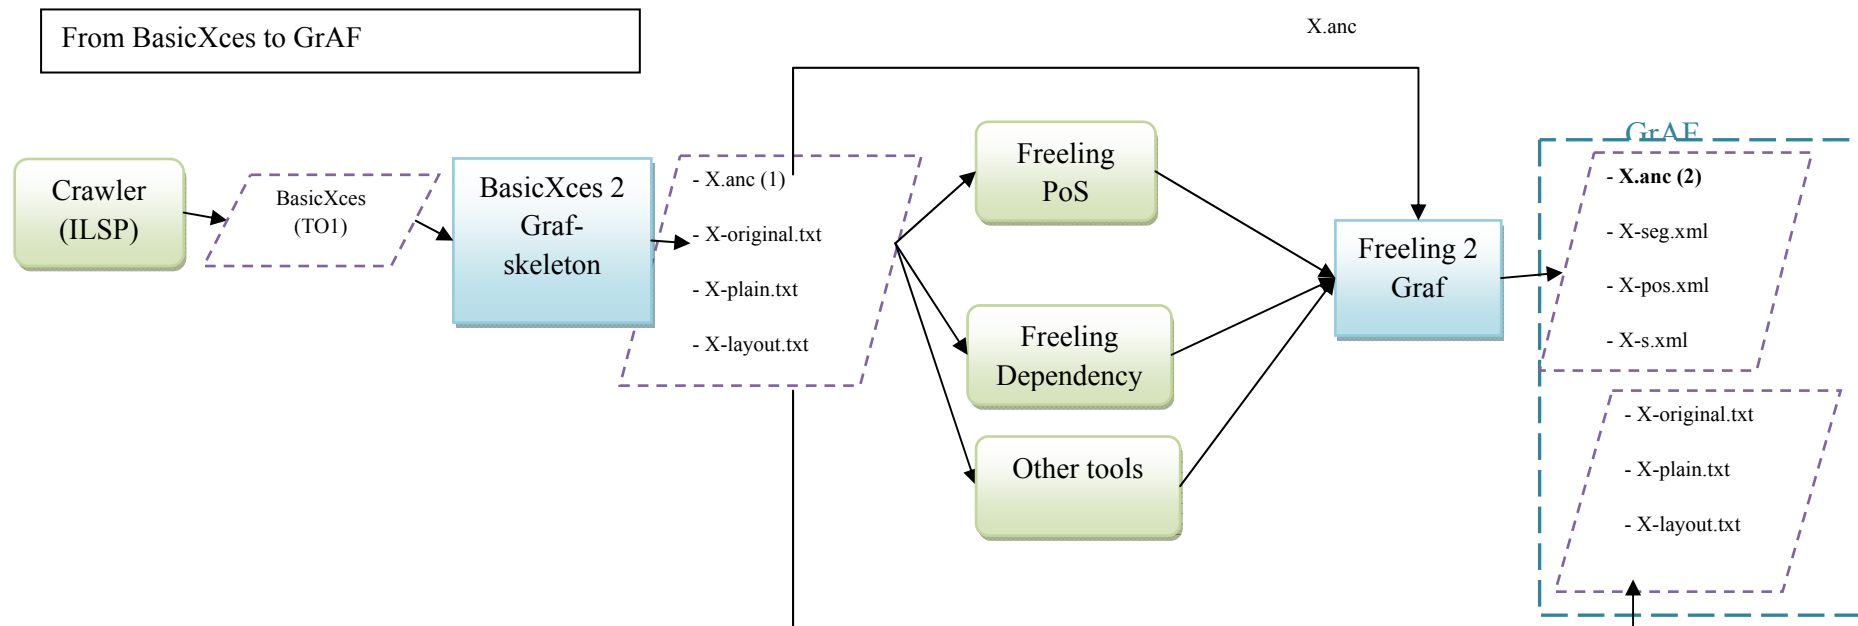 From BasicXces to GrAF
X.anc
Crawler
(ILSP)
BasicXces
(TO1)
BasicXces 2
Graf-
skeleton
- X.anc (1)
- X-original.txt
- X-plain.txt
- X-layout.txt
Freeling
PoS
Freeling
Dependency
Other tools
Freeling 2
Graf
GrAF
- X.anc (2)
- X-seg.xml
- X-pos.xml
- X-s.xml
- X-original.txt
- X-plain.txt
- X-layout.txt